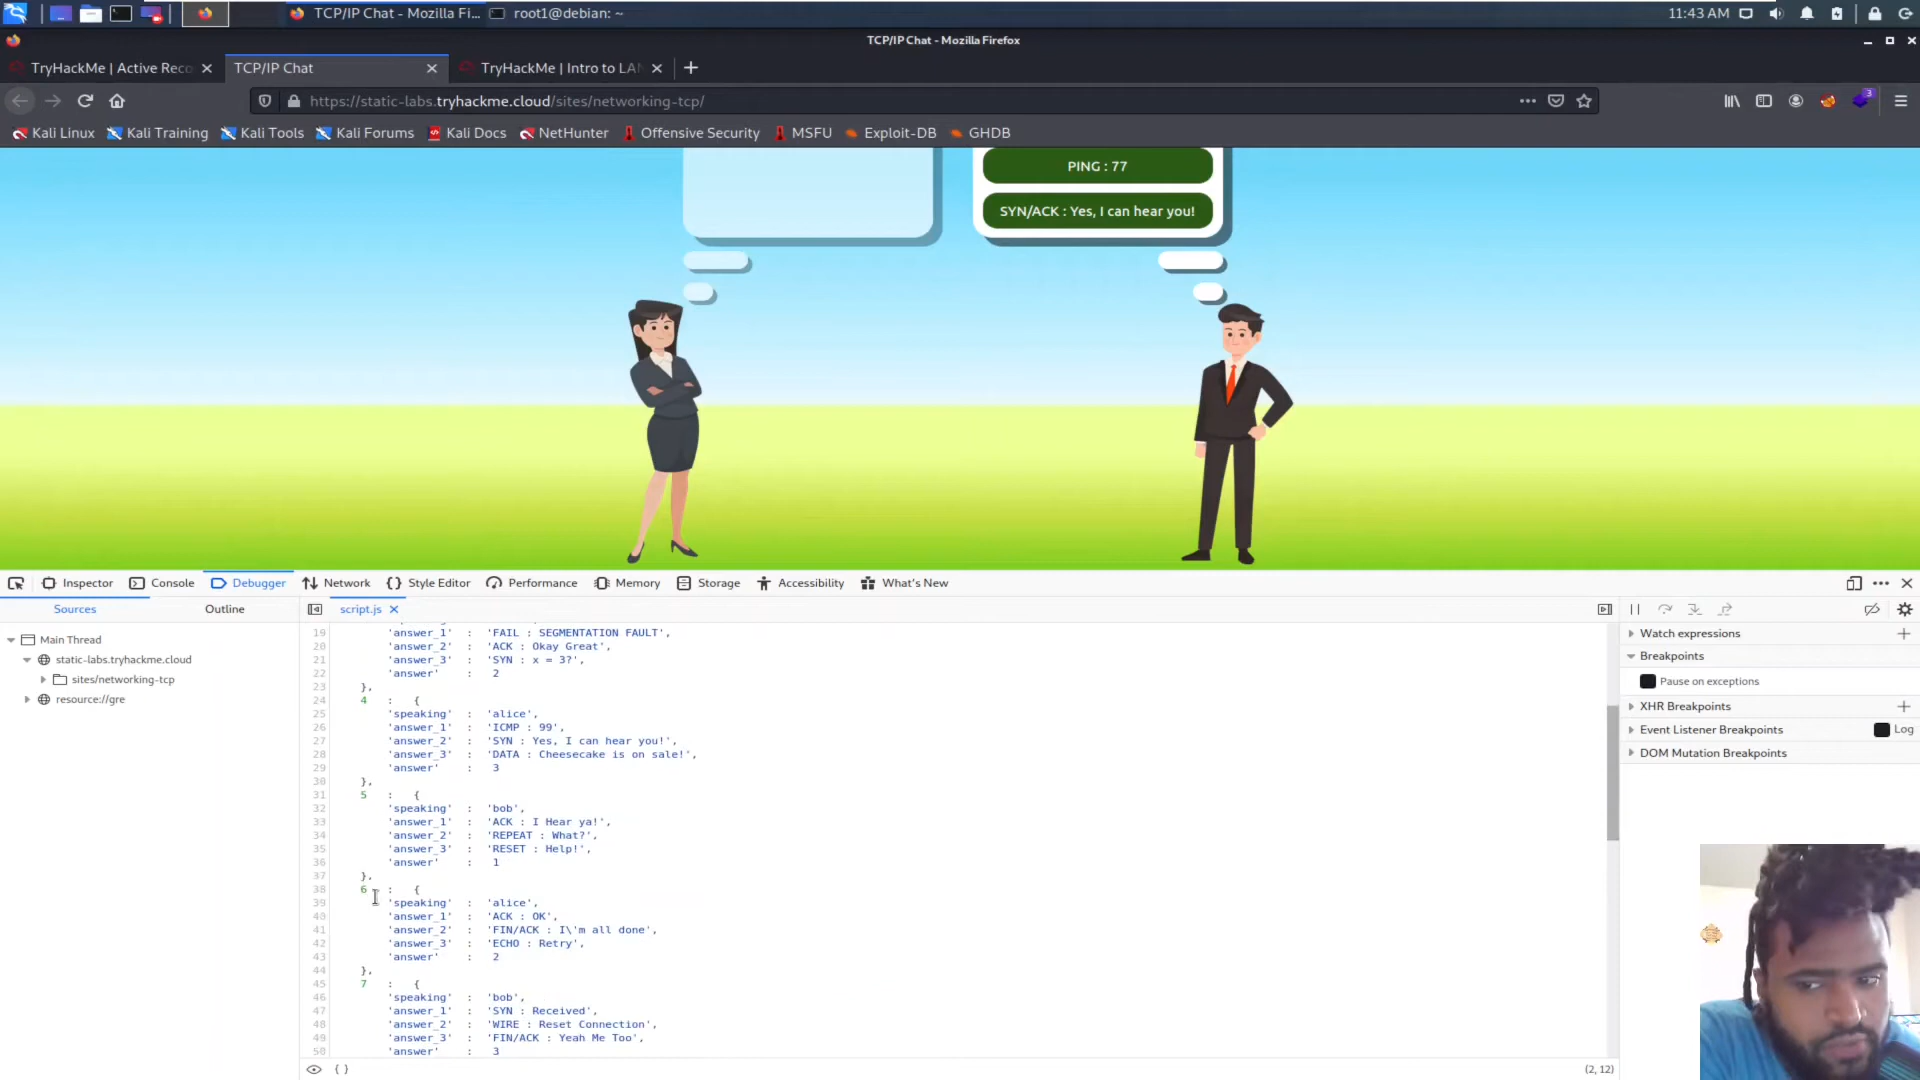 TCP/IP Chat - Mozilla Fi...
root1@debian: ~
11:43 AM
TCP/IP Chat - Mozilla Firefox
TryHackMe | Active Reco
TCP/IP Chat
TryHackMe | Intro to LAN
https://static-labs.tryhackme.cloud/sites/networking-tcp/
3
Kali Linux
Kali Training
Kali Tools
Kali Forums
Kali Docs
NetHunter
Offensive Security
MSFU
Exploit-DB
GHDB
PING : 77
SYN/ACK : Yes, I can hear you!
Inspector
Console
Debugger
Network
Style Editor
Performance
Memory
Storage
Accessibility
What's New
Sources
Outline
script.js
Main Thread
static-labs.tryhackme.cloud
sites/networking-tcp
resource://gre
19 'answer_1' : 'FAIL : SEGMENTATION FAULT',
20 'answer_2' : 'ACK : Okay Great',
21 'answer_3' : 'SYN : x = 3?',
22 'answer' : 2
23 },
24 4 : {
25 'speaking' : 'alice',
26 'answer_1' : 'ICMP : 99',
27 'answer_2' : 'SYN : Yes, I can hear you!',
28 'answer_3' : 'DATA : Cheesecake is on sale!',
29 'answer' : 3
30 },
31 5 : {
32 'speaking' : 'bob',
33 'answer_1' : 'ACK : I Hear ya!',
34 'answer_2' : 'REPEAT : What?',
35 'answer_3' : 'RESET : Help!',
36 'answer' : 1
37 },
38 6 : {
39 'speaking' : 'alice',
40 'answer_1' : 'ACK : OK',
41 'answer_2' : 'FIN/ACK : I\'m all done',
42 'answer_3' : 'ECHO : Retry',
43 'answer' : 2
44 },
45 7 : {
46 'speaking' : 'bob',
47 'answer_1' : 'SYN : Received',
48 'answer_2' : 'WIRE : Reset Connection',
49 'answer_3' : 'FIN/ACK : Yeah Me Too',
50 'answer' : 3
{ }
(2, 12)
Watch expressions
Breakpoints
Pause on exceptions
XHR Breakpoints
Event Listener Breakpoints
Log
DOM Mutation Breakpoints